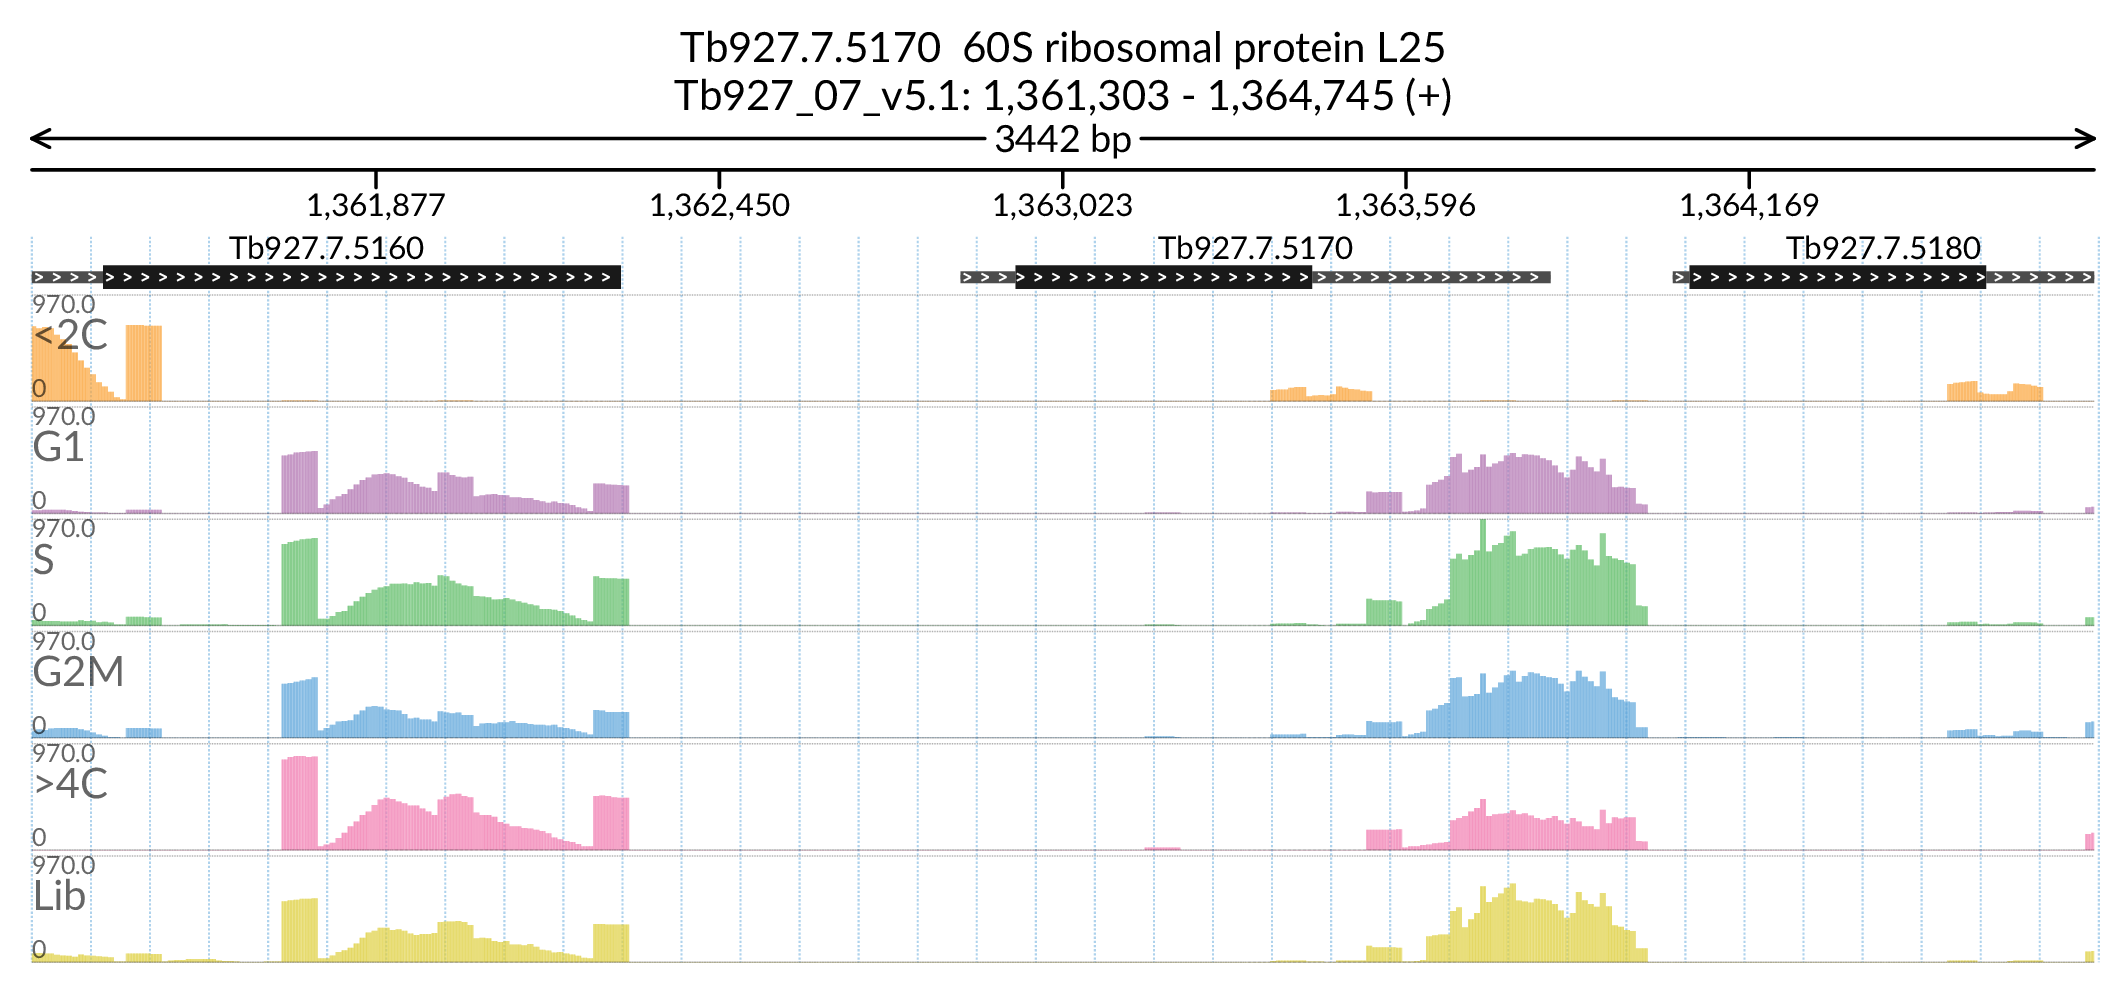 Tb927.7.5170  60S ribosomal protein L25
Tb927_07_v5.1: 1,361,303 - 1,364,745 (+)
3442 bp
1,361,877 1,362,450 1,363,023 1,363,596 1,364,169
Tb927.7.5160 Tb927.7.5170 Tb927.7.5180
970.0
<2C
0
970.0
G1
0
970.0
S
0
970.0
G2M
0
970.0
>4C
0
970.0
Lib
0